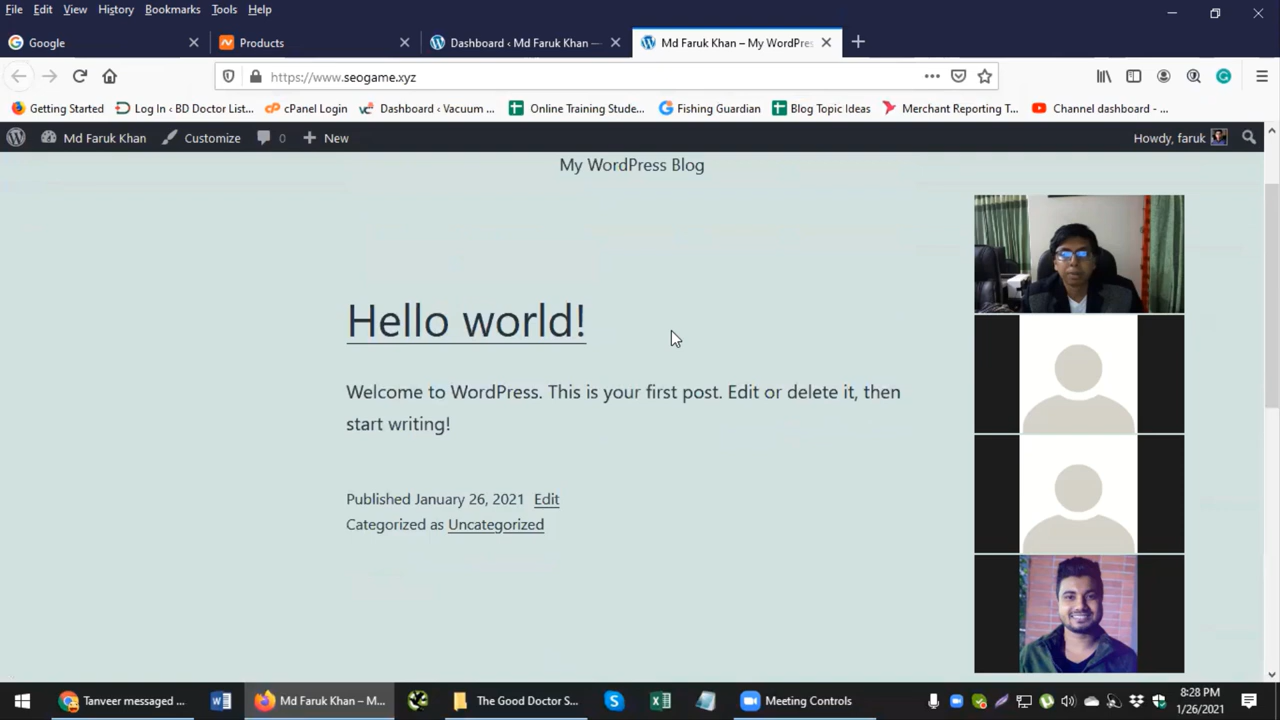 File Edit View History Bookmarks Tools Help
Google
Products
Dashboard ‹ Md Faruk Khan —
Md Faruk Khan – My WordPres
https://www.seogame.xyz
Getting Started
Log In ‹ BD Doctor List...
cPanel Login
Dashboard ‹ Vacuum ...
Online Training Stude...
Fishing Guardian
Blog Topic Ideas
Merchant Reporting T...
Channel dashboard - ...
Md Faruk Khan
Customize
0
New
Howdy, faruk
My WordPress Blog
Hello world!
Welcome to WordPress. This is your first post. Edit or delete it, then
start writing!
Published January 26, 2021 Edit
Categorized as Uncategorized
Tanveer messaged ...
Md Faruk Khan – M...
The Good Doctor S...
Meeting Controls
8:28 PM
1/26/2021